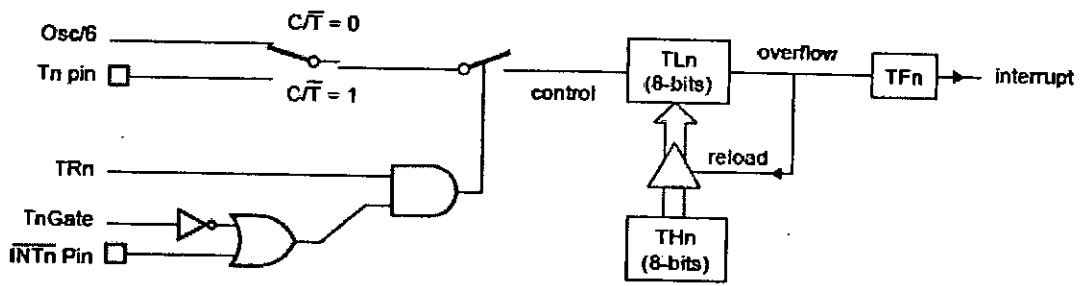 C/T̅ = 0
Osc/6
Tn pin
C/T̅ = 1
control
TLn
(8-bits)
overflow
TFn
interrupt
reload
TRn
TnGate
I̅N̅T̅n̅ Pin
THn
(8-bits)